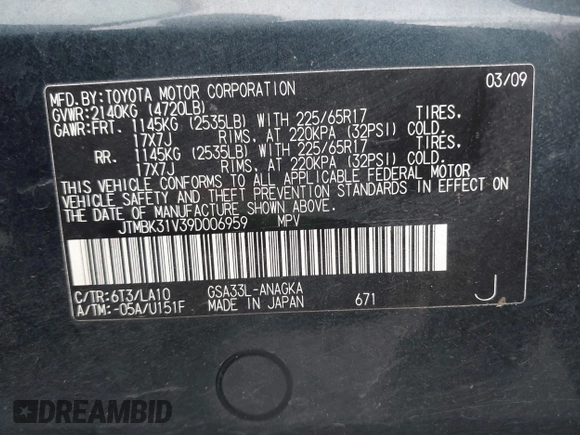 MFD.BY:TOYOTA MOTOR CORPORATION 03/09
GVWR:2140KG (4720LB)
GAWR:FRT. 1145KG (2535LB) WITH 225/65R17 TIRES,
17X7J RIMS, AT 220KPA (32PSI) COLD.
RR. 1145KG (2535LB) WITH 225/65R17 TIRES,
17X7J RIMS, AT 220KPA (32PSI) COLD.
THIS VEHICLE CONFORMS TO ALL APPLICABLE FEDERAL MOTOR
VEHICLE SAFETY AND THEFT PREVENTION STANDARDS IN EFFECT ON
THE DATE OF MANUFACTURE SHOWN ABOVE.
JTMBK31V39D006959 MPV
C/TR:6T3/LA10 GSA33L-ANAGKA
A/TM:-05A/U151F MADE IN JAPAN 671 J
DREAMBID